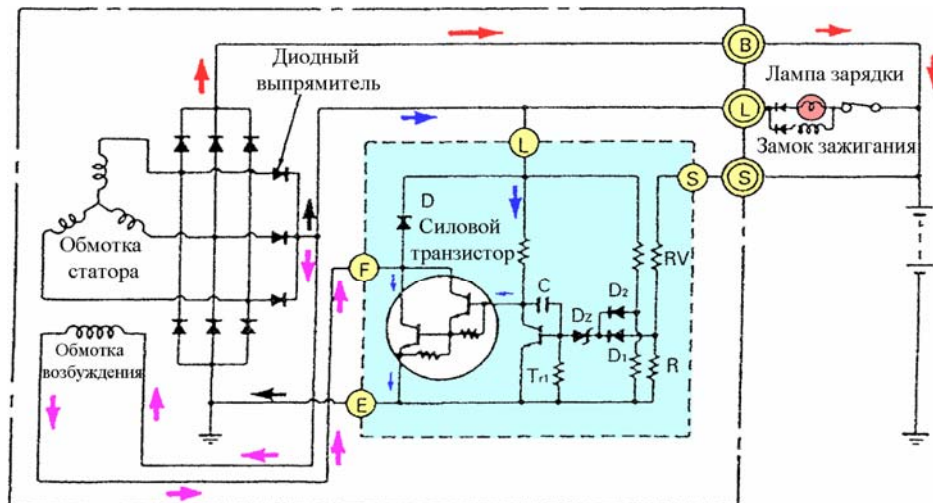 B
Диодный
выпрямитель
Лампа зарядки
L
Замок зажигания
L
S
S
D
Силовой
транзистор
Обмотка
статора
F
RV
C
D2
Dz
Обмотка
возбуждения
D1
R
Tr1
E